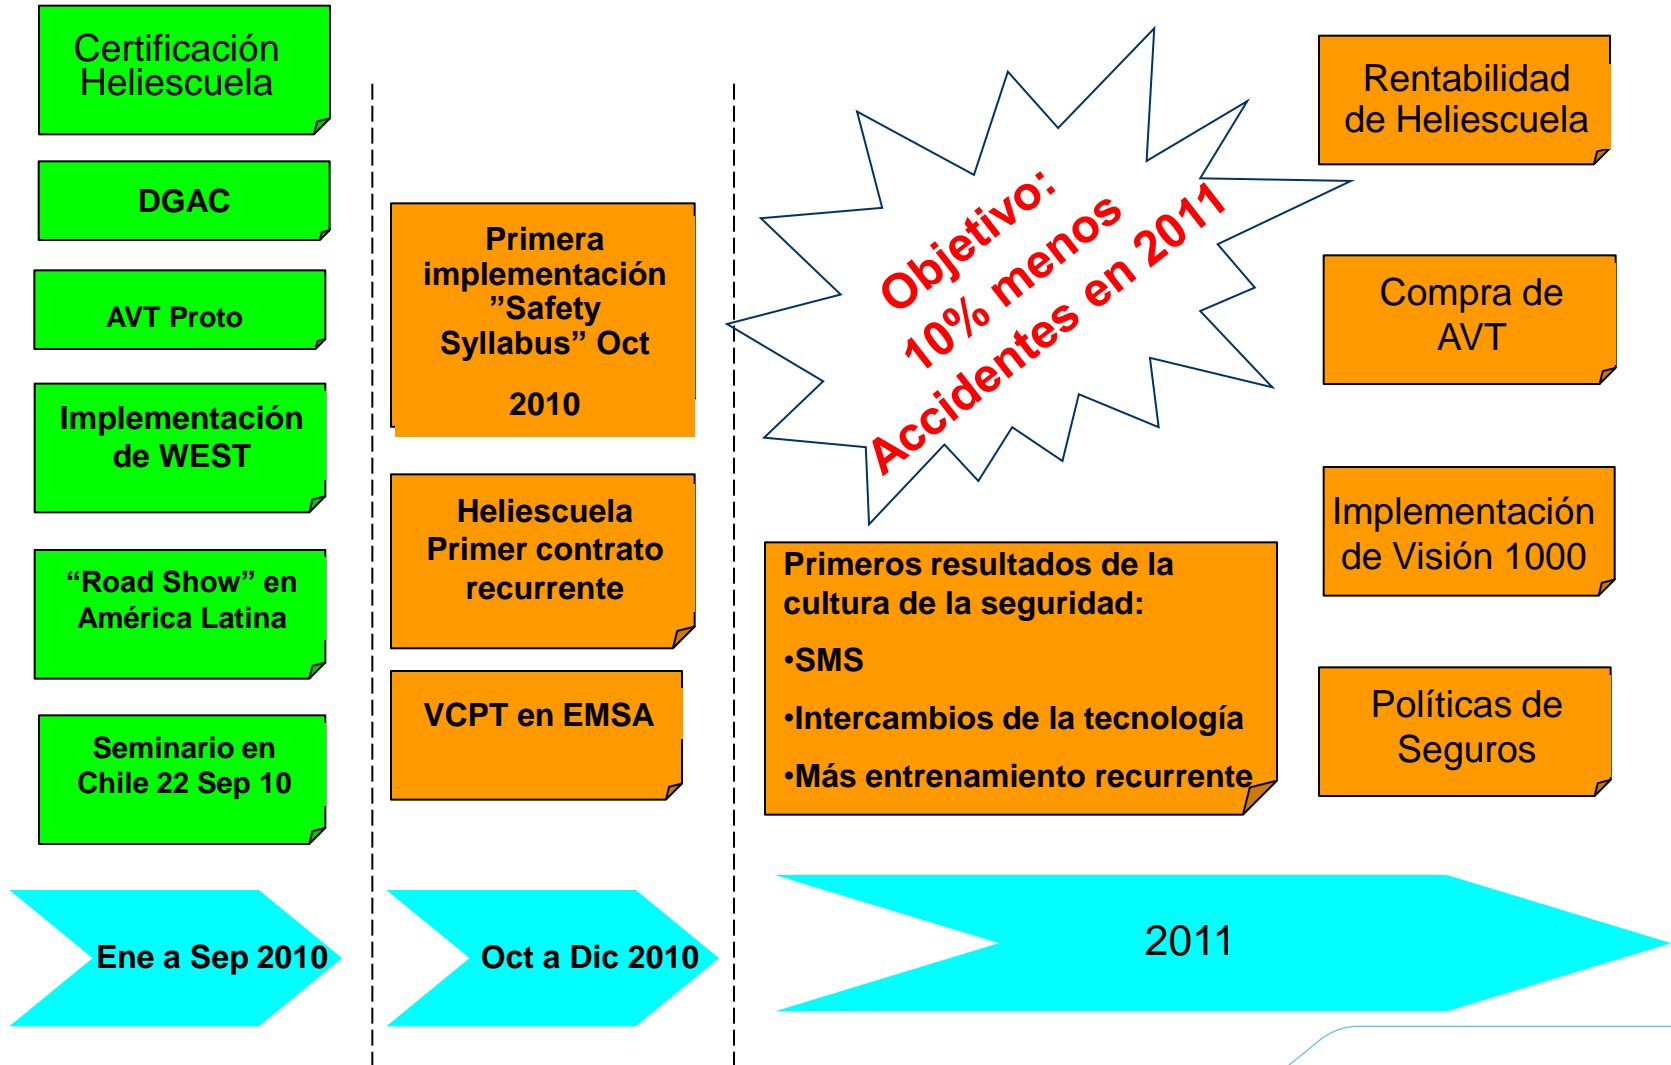 Certificación
Heliescuela
DGAC
AVT Proto
Implementación
de WEST
“Road Show” en
América Latina
Seminario en
Chile 22 Sep 10
Ene a Sep 2010
Primera
implementación
”Safety
Syllabus” Oct
2010
Heliescuela
Primer contrato
recurrente
VCPT en EMSA
Oct a Dic 2010
Objetivo:
10% menos
Accidentes en 2011
Primeros resultados de la
cultura de la seguridad:
•SMS
•Intercambios de la tecnología
•Más entrenamiento recurrente
Rentabilidad
de Heliescuela
Compra de
AVT
Implementación
de Visión 1000
Políticas de
Seguros
2011